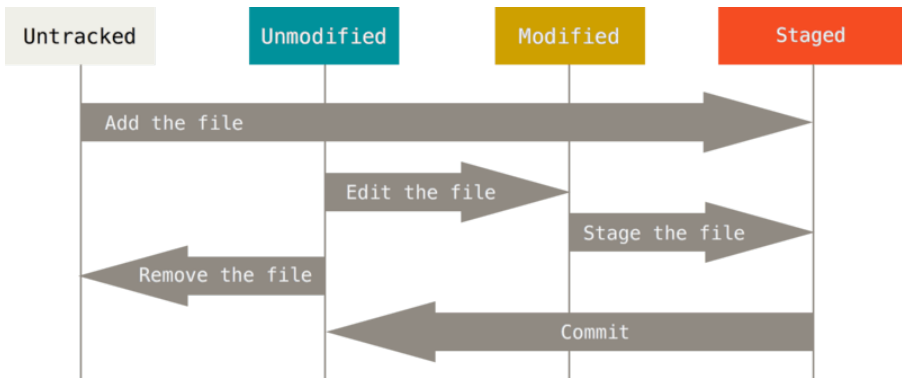 Untracked
Unmodified
Modified
Staged
Add the file
Edit the file
Stage the file
Remove the file
Commit